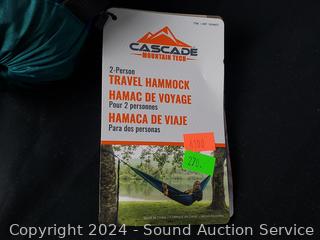 CASCADE
MOUNTAIN TECH
2-Person
TRAVEL HAMMOCK
HAMAC DE VOYAGE
Pour 2 personnes
HAMACA DE VIAJE
Para dos personas
Copyright 2024 - Sound Auction Service